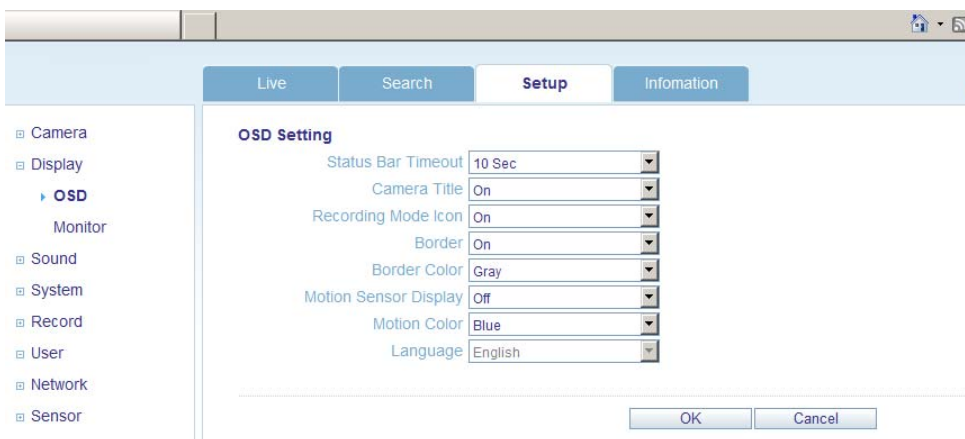 Live Search Setup Infomation
Camera
Display
OSD
Monitor
Sound
System
Record
User
Network
Sensor
OSD Setting
Status Bar Timeout 10 Sec
Camera Title On
Recording Mode Icon On
Border On
Border Color Gray
Motion Sensor Display Off
Motion Color Blue
Language English
OK Cancel